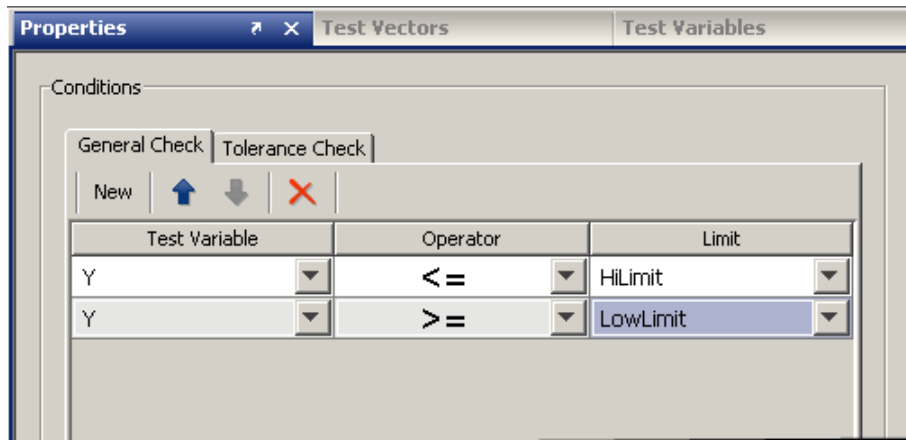 Properties Test Vectors Test Variables
Conditions
General Check Tolerance Check
New
Test Variable Operator Limit
Y <= HiLimit
Y >= LowLimit